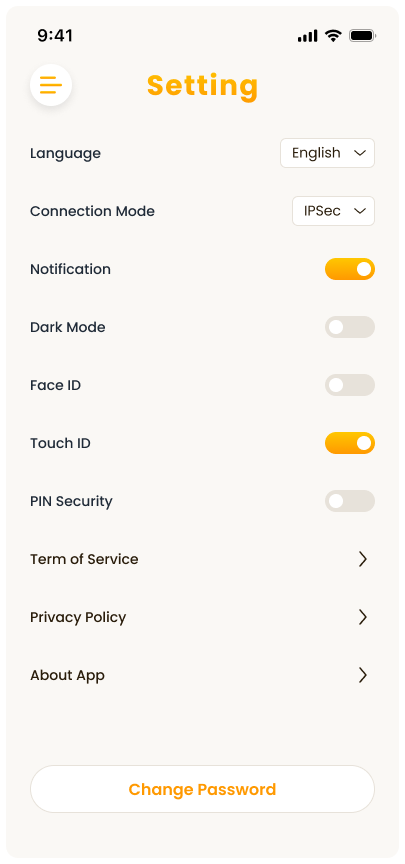 9:41
Setting
Language English
Connection Mode IPSec
Notification
Dark Mode
Face ID
Touch ID
PIN Security
Term of Service
Privacy Policy
About App
Change Password